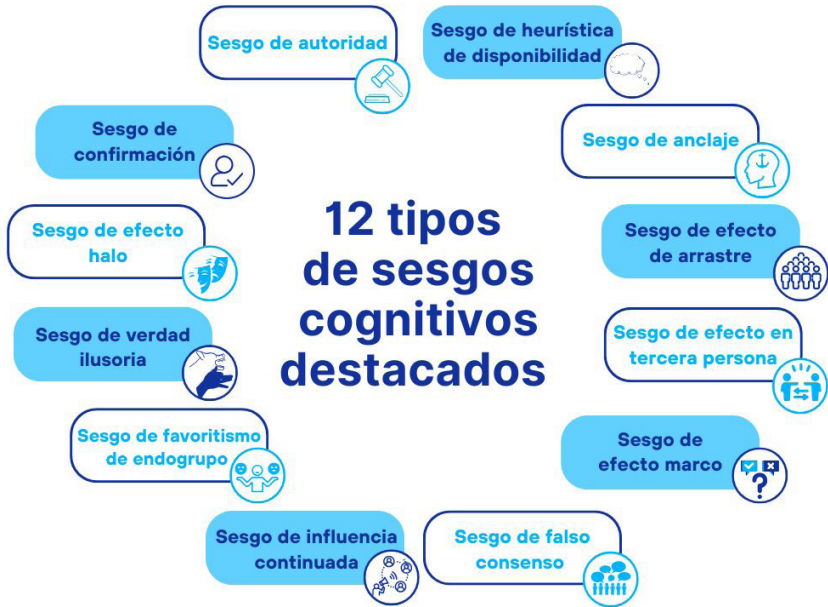 Sesgo de autoridad
Sesgo de heurística
de disponibilidad
Sesgo de confirmación
Sesgo de anclaje
12 tipos
de sesgos
cognitivos
destacados
Sesgo de efecto
halo
Sesgo de efecto
de arrastre
Sesgo de verdad
ilusoria
Sesgo de efecto en
tercera persona
Sesgo de favoritismo
de endogrupo
Sesgo de
efecto marco
Sesgo de influencia
continuada
Sesgo de falso
consenso